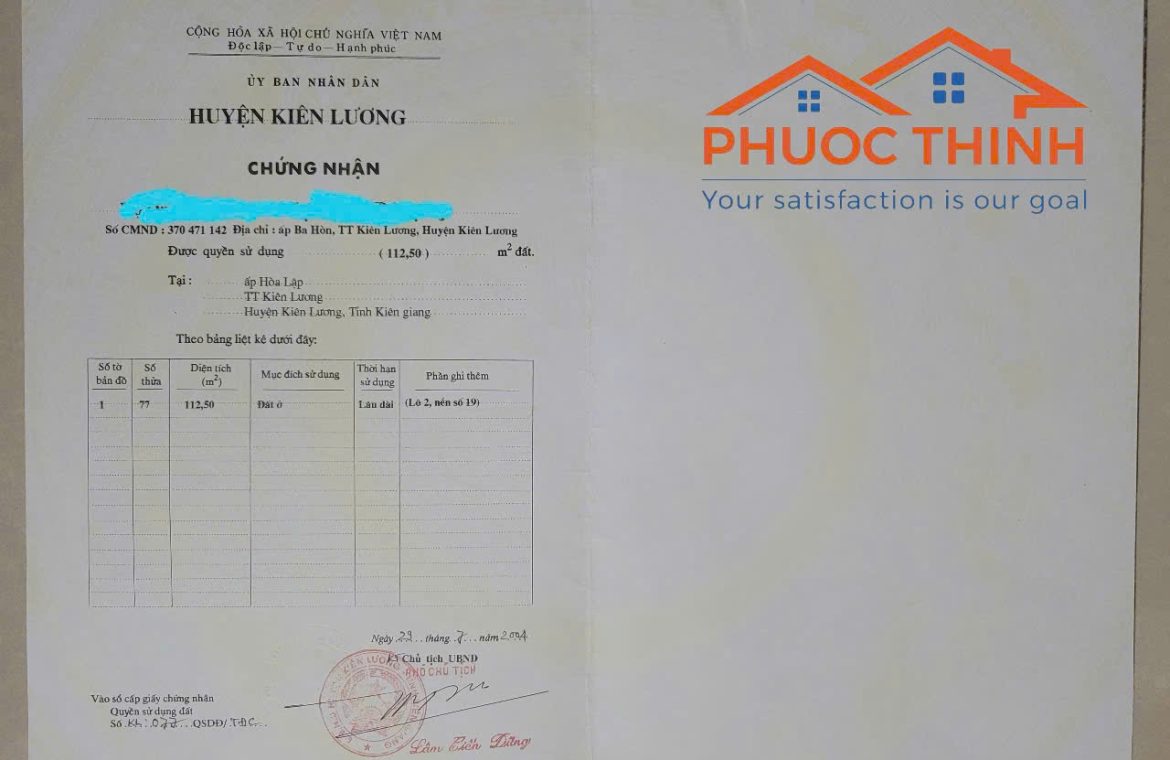 CỘNG HÒA XÃ HỘI CHỦ NGHĨA VIỆT NAM
Độc lập — Tự do — Hạnh phúc
ỦY BAN NHÂN DÂN
HUYỆN KIÊN LƯƠNG
CHỨNG NHẬN
Số CMND : 370 471 142 Địa chỉ : ấp Ba Hòn, TT Kiên Lương, Huyện Kiên Lương
Được quyền sử dụng ( 112,50 ) m² đất.
Tại : ấp Hòa Lập
TT Kiên Lương
Huyện Kiên Lương, Tỉnh Kiên giang
Theo bảng liệt kê dưới đây:
Số tờ bản đồ Số thửa Diện tích (m²) Mục đích sử dụng Thời hạn sử dụng Phần ghi thêm
1 77 112,50 Đất ở Lâu dài (Lô 2, nền số 19)
Ngày 23 tháng 7 năm 2004
Chủ tịch UBND
PHÓ CHỦ TỊCH
Vào sổ cấp giấy chứng nhận
Quyền sử dụng đất
Số QSDĐ/
Lâm Tiến Dũng
PHUOC THINH
Your satisfaction is our goal